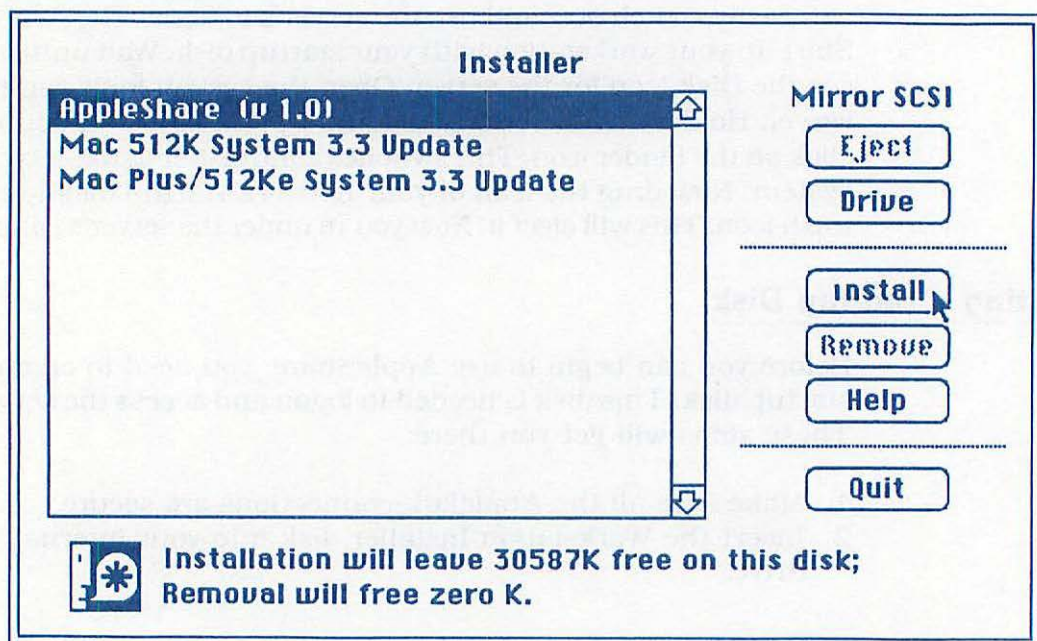 Installer
AppleShare (v 1.0)
Mac 512K System 3.3 Update
Mac Plus/512Ke System 3.3 Update
Mirror SCSI
Eject
Drive
Install
Remove
Help
Quit
Installation will leave 30587K free on this disk;
Removal will free zero K.